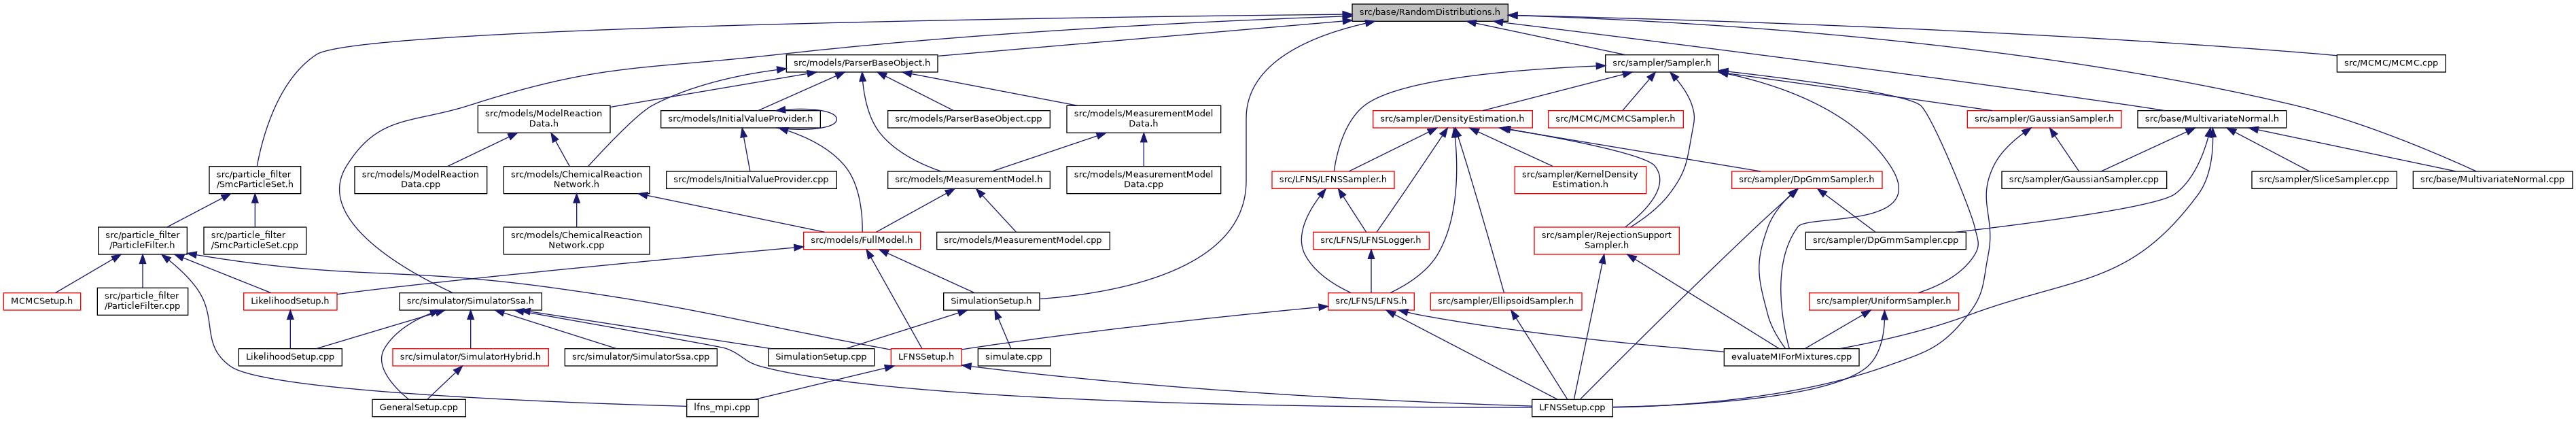 src/base/RandomDistributions.h
src/models/ParserBaseObject.h
src/sampler/Sampler.h
src/MCMC/MCMC.cpp
src/models/ModelReaction
Data.h
src/models/InitialValueProvider.h
src/models/ParserBaseObject.cpp
src/models/MeasurementModel
Data.h
src/sampler/DensityEstimation.h
src/MCMC/MCMCSampler.h
src/sampler/GaussianSampler.h
src/base/MultivariateNormal.h
src/particle_filter
/SmcParticleSet.h
src/models/ModelReaction
Data.cpp
src/models/ChemicalReaction
Network.h
src/models/InitialValueProvider.cpp
src/models/MeasurementModel.h
src/models/MeasurementModel
Data.cpp
src/LFNS/LFNSSampler.h
src/sampler/KernelDensity
Estimation.h
src/sampler/DpGmmSampler.h
src/sampler/GaussianSampler.cpp
src/sampler/SliceSampler.cpp
src/base/MultivariateNormal.cpp
src/particle_filter
/ParticleFilter.h
src/particle_filter
/SmcParticleSet.cpp
src/models/ChemicalReaction
Network.cpp
src/models/FullModel.h
src/models/MeasurementModel.cpp
src/LFNS/LFNSLogger.h
src/sampler/RejectionSupport
Sampler.h
src/sampler/DpGmmSampler.cpp
MCMCSetup.h
src/particle_filter
/ParticleFilter.cpp
LikelihoodSetup.h
src/simulator/SimulatorSsa.h
SimulationSetup.h
src/LFNS/LFNS.h
src/sampler/EllipsoidSampler.h
src/sampler/UniformSampler.h
LikelihoodSetup.cpp
src/simulator/SimulatorHybrid.h
src/simulator/SimulatorSsa.cpp
SimulationSetup.cpp
LFNSSetup.h
simulate.cpp
evaluateMIForMixtures.cpp
GeneralSetup.cpp
lfns_mpi.cpp
LFNSSetup.cpp